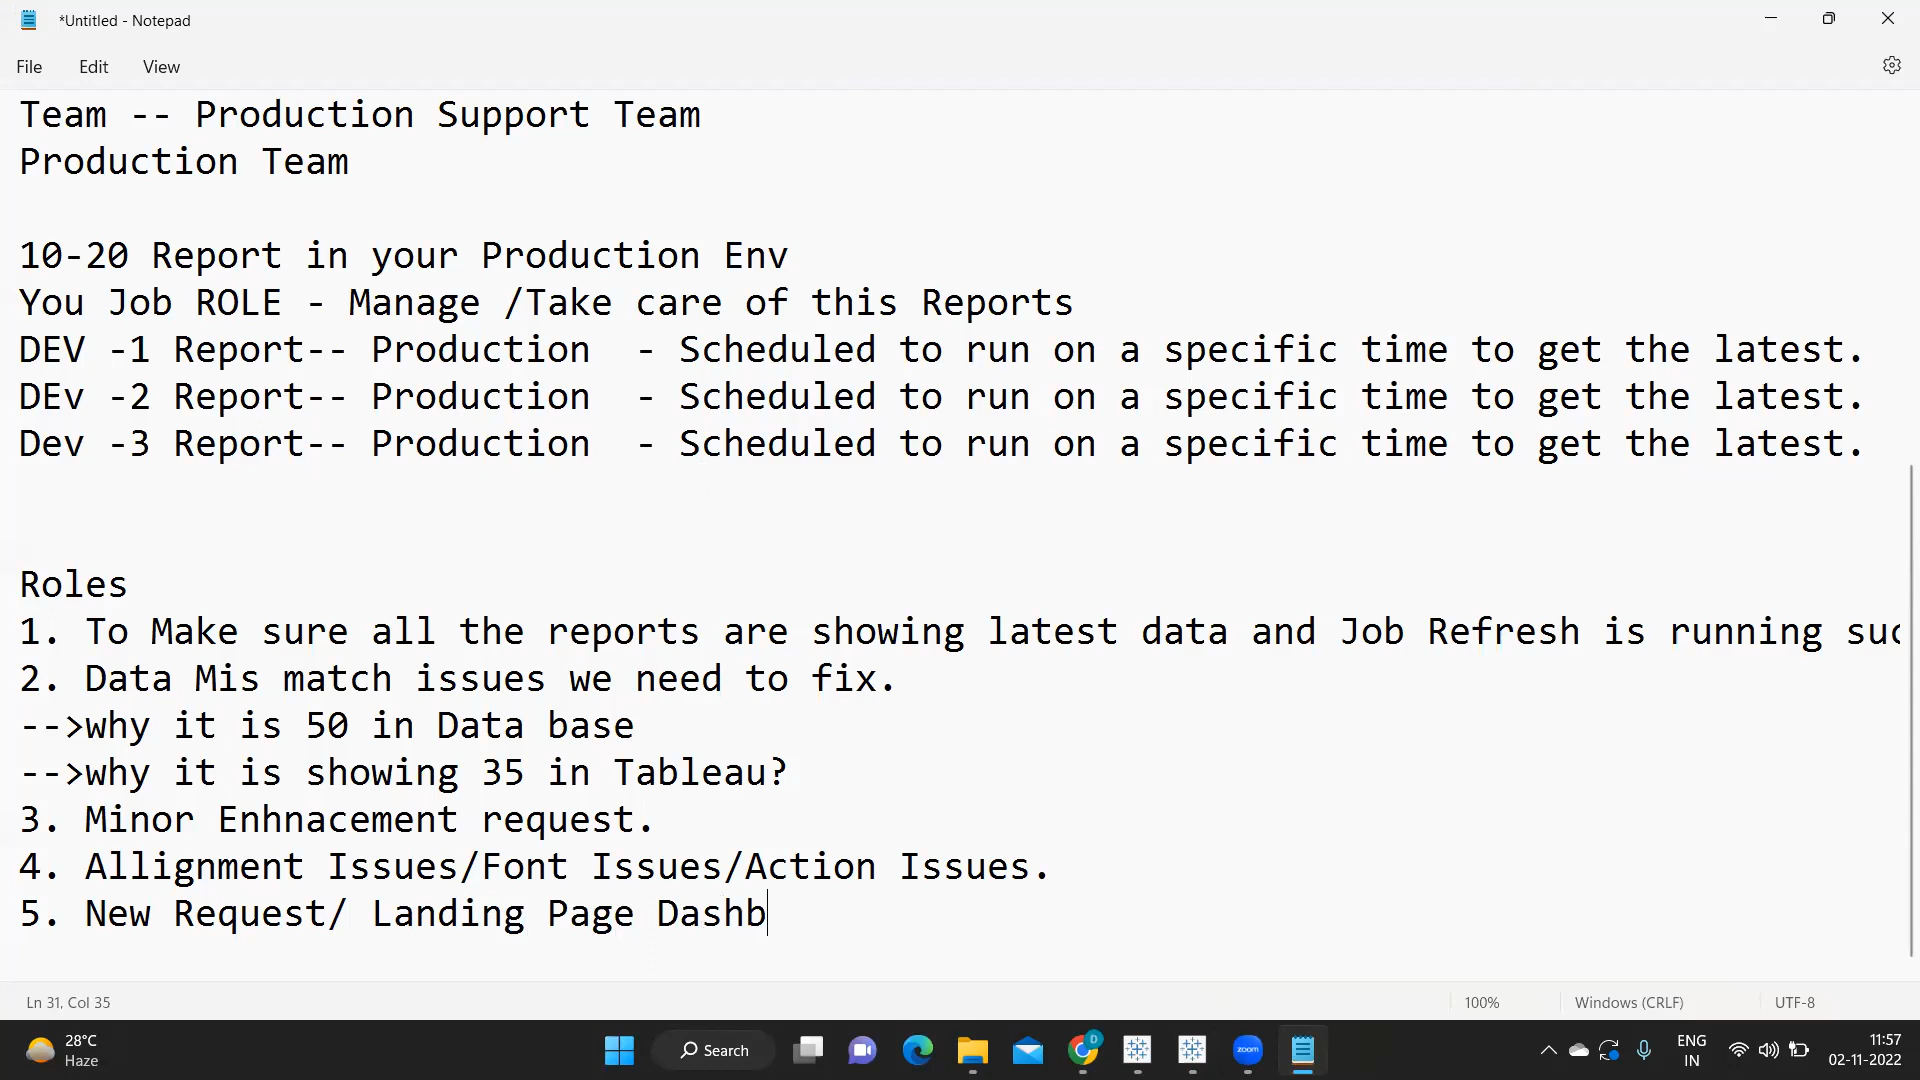 *Untitled - Notepad
File Edit View
Team -- Production Support Team
Production Team
10-20 Report in your Production Env
You Job ROLE - Manage /Take care of this Reports
DEV -1 Report-- Production  - Scheduled to run on a specific time to get the latest.
DEv -2 Report-- Production  - Scheduled to run on a specific time to get the latest.
Dev -3 Report-- Production  - Scheduled to run on a specific time to get the latest.
Roles
1. To Make sure all the reports are showing latest data and Job Refresh is running suc
2. Data Mis match issues we need to fix.
-->why it is 50 in Data base
-->why it is showing 35 in Tableau?
3. Minor Enhnacement request.
4. Allignment Issues/Font Issues/Action Issues.
5. New Request/ Landing Page Dashb
Ln 31, Col 35 100% Windows (CRLF) UTF-8
28°C
Haze
Search
D
zoom
ENG
IN
11:57
02-11-2022